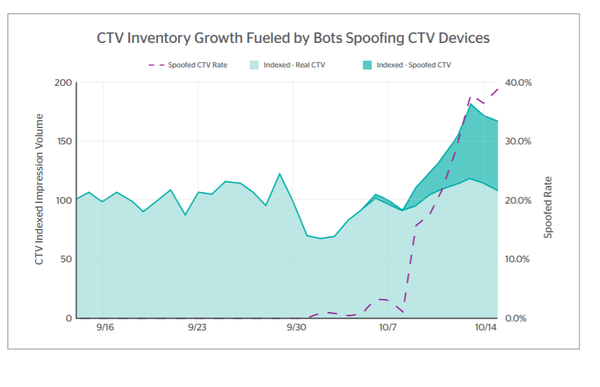 CTV Inventory Growth Fueled by Bots Spoofing CTV Devices
Spoofed CTV Rate
Indexed - Real CTV
Indexed - Spoofed CTV
CTV Indexed Impression Volume
200
150
100
50
0
40.0%
30.0%
20.0%
10.0%
0.0%
Spoofed Rate
9/16
9/23
9/30
10/7
10/14